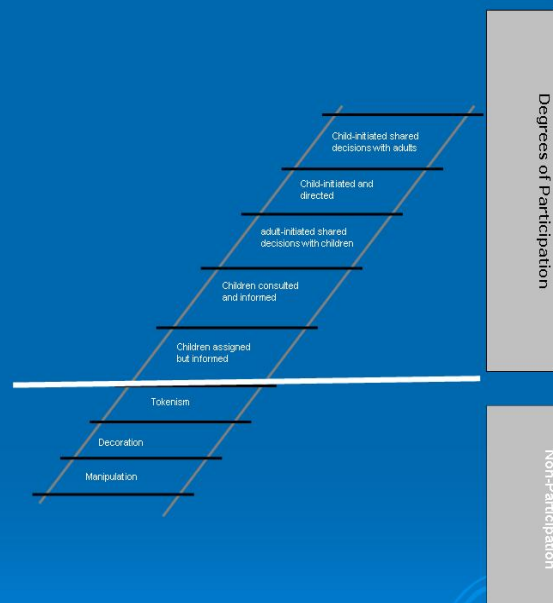 Child-initiated shared
decisions with adults
Child-initiated and
directed
adult-initiated shared
decisions with children
Children consulted
and informed
Children assigned
but informed
Tokenism
Decoration
Manipulation
Degrees of Participation
Non-Participation